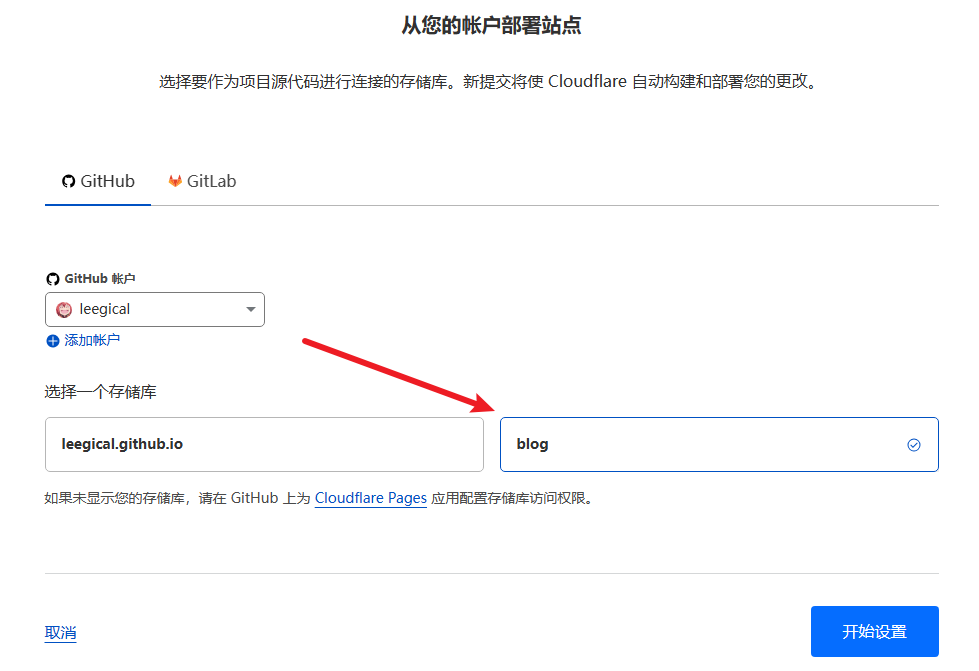 从您的帐户部署站点
选择要作为项目源代码进行连接的存储库。新提交将使 Cloudflare 自动构建和部署您的更改。
GitHub GitLab
GitHub 帐户
leegical
添加帐户
选择一个存储库
leegical.github.io blog
如果未显示您的存储库，请在 GitHub 上为 Cloudflare Pages 应用配置存储库访问权限。
取消 开始设置